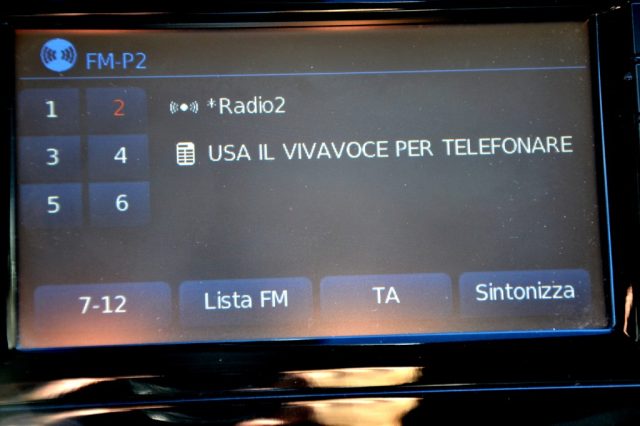 FM-P2
1 2 *Radio2
3 4 USA IL VIVAVOCE PER TELEFONARE
5 6
7-12 Lista FM TA Sintonizza